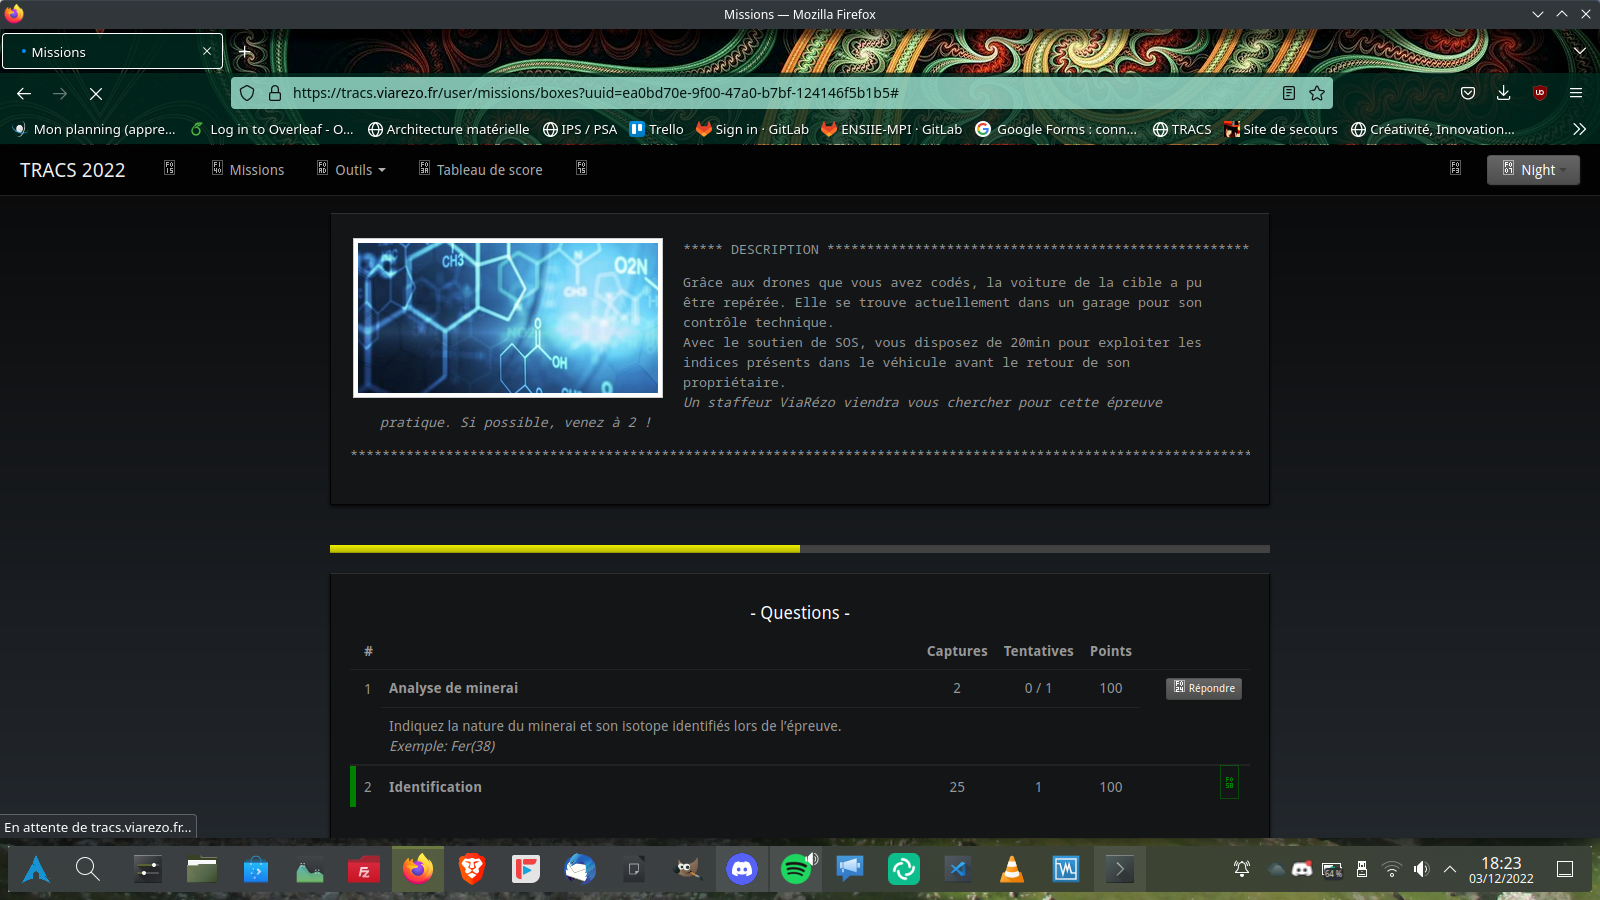 Missions — Mozilla Firefox
Missions
https://tracs.viarezo.fr/user/missions/boxes?uuid=ea0bd70e-9f00-47a0-b7bf-124146f5b1b5#
Mon planning (appre... Log in to Overleaf - O... Architecture matérielle IPS / PSA Trello Sign in · GitLab ENSIIE-MPI · GitLab Google Forms : conn... TRACS Site de secours Créativité, Innovation...
TRACS 2022 Missions Outils Tableau de score Night
CH3 O2N
N
CH3 H
NO2
O
OH
O
***** DESCRIPTION *****************************************************
Grâce aux drones que vous avez codés, la voiture de la cible a pu
être repérée. Elle se trouve actuellement dans un garage pour son
contrôle technique.
Avec le soutien de SOS, vous disposez de 20min pour exploiter les
indices présents dans le véhicule avant le retour de son
propriétaire.
Un staffeur ViaRézo viendra vous chercher pour cette épreuve
pratique. Si possible, venez à 2 !
*****************************************************************************************************************
- Questions -
# Captures Tentatives Points
1 Analyse de minerai 2 0 / 1 100 Répondre
Indiquez la nature du minerai et son isotope identifiés lors de l'épreuve.
Exemple: Fer(38)
2 Identification 25 1 100
En attente de tracs.viarezo.fr...
64 %
18:23
03/12/2022